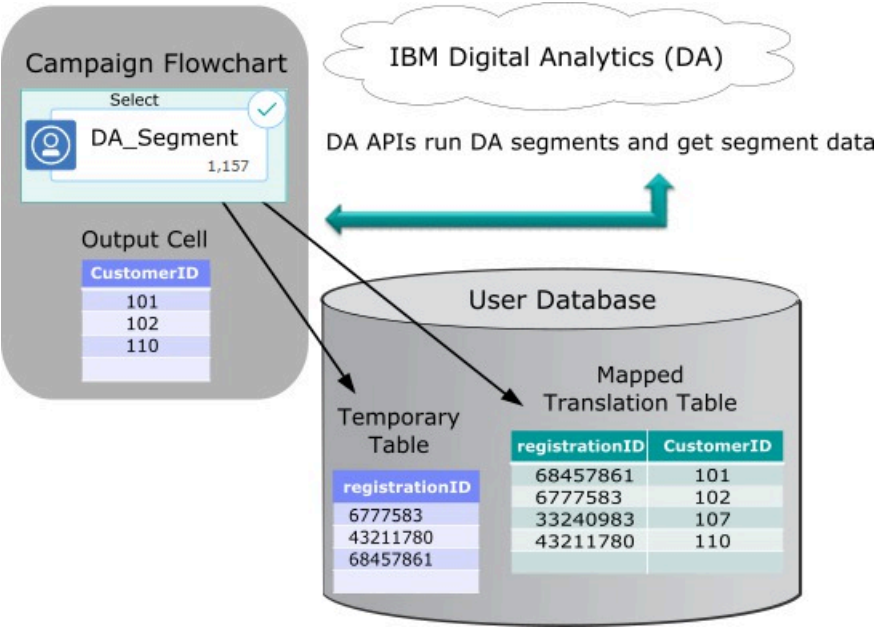 Campaign Flowchart
Select
DA_Segment
1,157
Output Cell
CustomerID
101
102
110
IBM Digital Analytics (DA)
DA APIs run DA segments and get segment data
User Database
Temporary
Table
registrationID
6777583
43211780
68457861
Mapped
Translation Table
registrationID CustomerID
68457861 101
6777583 102
33240983 107
43211780 110